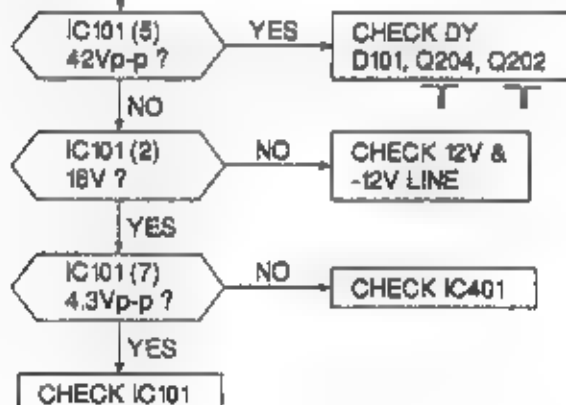 IC101 (5)
42Vp-p ?
YES
CHECK DY
D101, Q204, Q202
NO
IC101 (2)
18V ?
NO
CHECK 12V &
-12V LINE
YES
IC101 (7)
4.3Vp-p ?
NO
CHECK IC401
YES
CHECK IC101